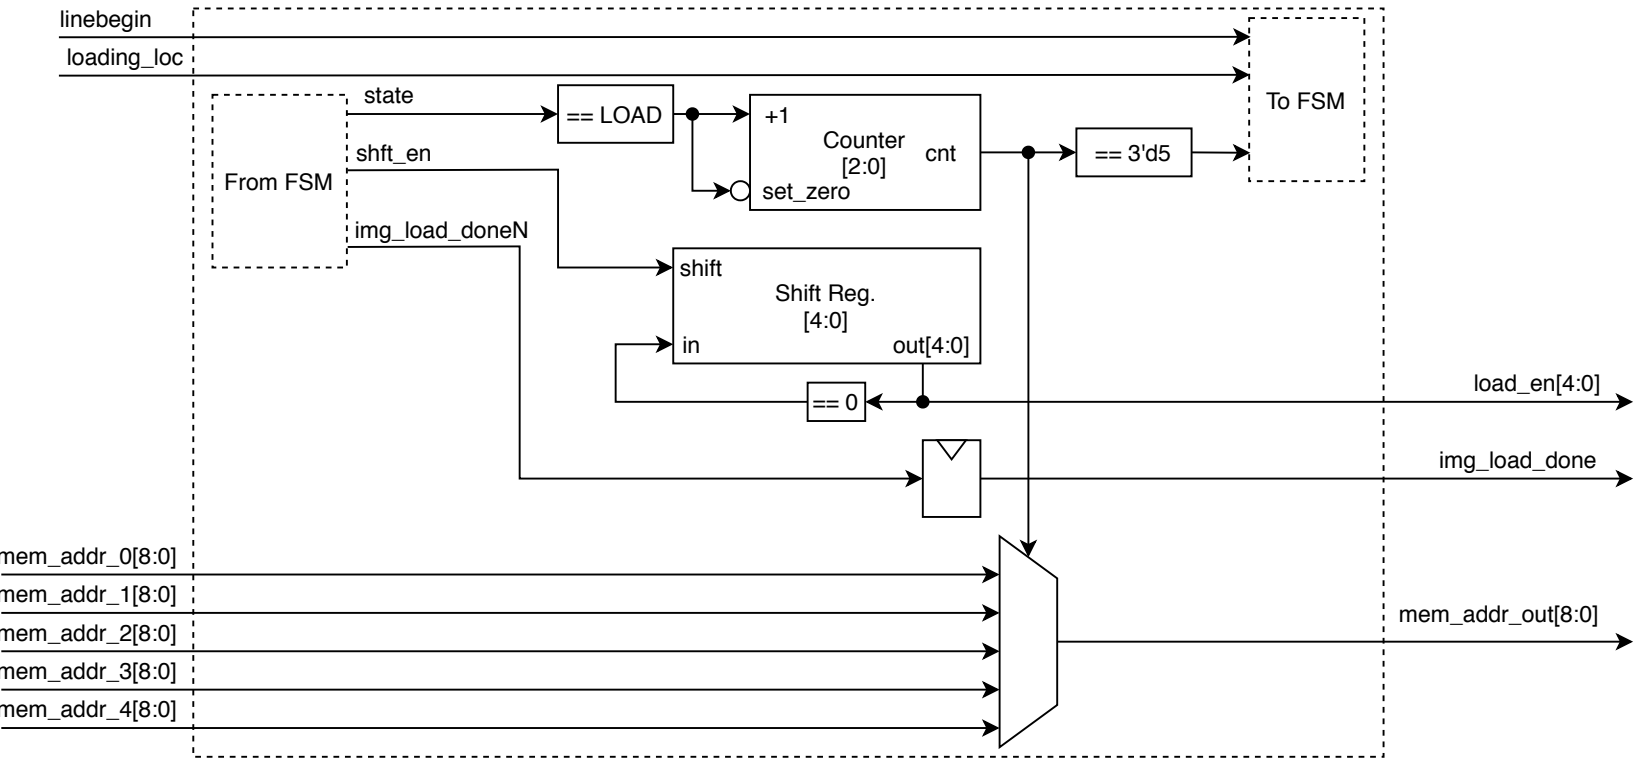 linebegin
loading_loc
state
== LOAD
+1
Counter
[2:0]
cnt
set_zero
== 3'd5
To FSM
From FSM
shft_en
img_load_doneN
shift
Shift Reg.
[4:0]
in
out[4:0]
== 0
load_en[4:0]
img_load_done
mem_addr_0[8:0]
mem_addr_1[8:0]
mem_addr_2[8:0]
mem_addr_3[8:0]
mem_addr_4[8:0]
mem_addr_out[8:0]